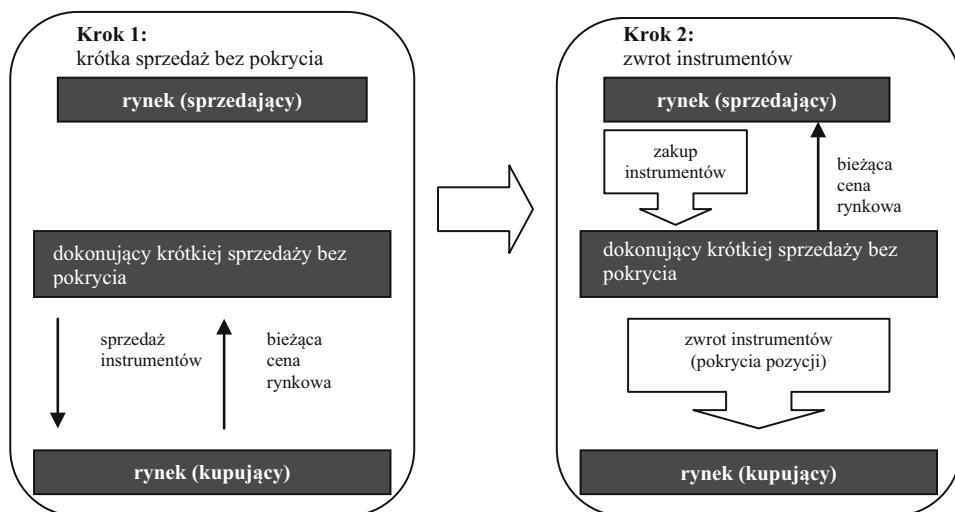 Krok 1:
krótka sprzedaż bez pokrycia
rynek (sprzedający)
dokonujący krótkiej sprzedaży bez
pokrycia
sprzedaż
instrumentów
bieżąca
cena
rynkowa
rynek (kupujący)
Krok 2:
zwrot instrumentów
rynek (sprzedający)
zakup
instrumentów
bieżąca
cena
rynkowa
dokonujący krótkiej sprzedaży bez
pokrycia
zwrot instrumentów
(pokrycia pozycji)
rynek (kupujący)